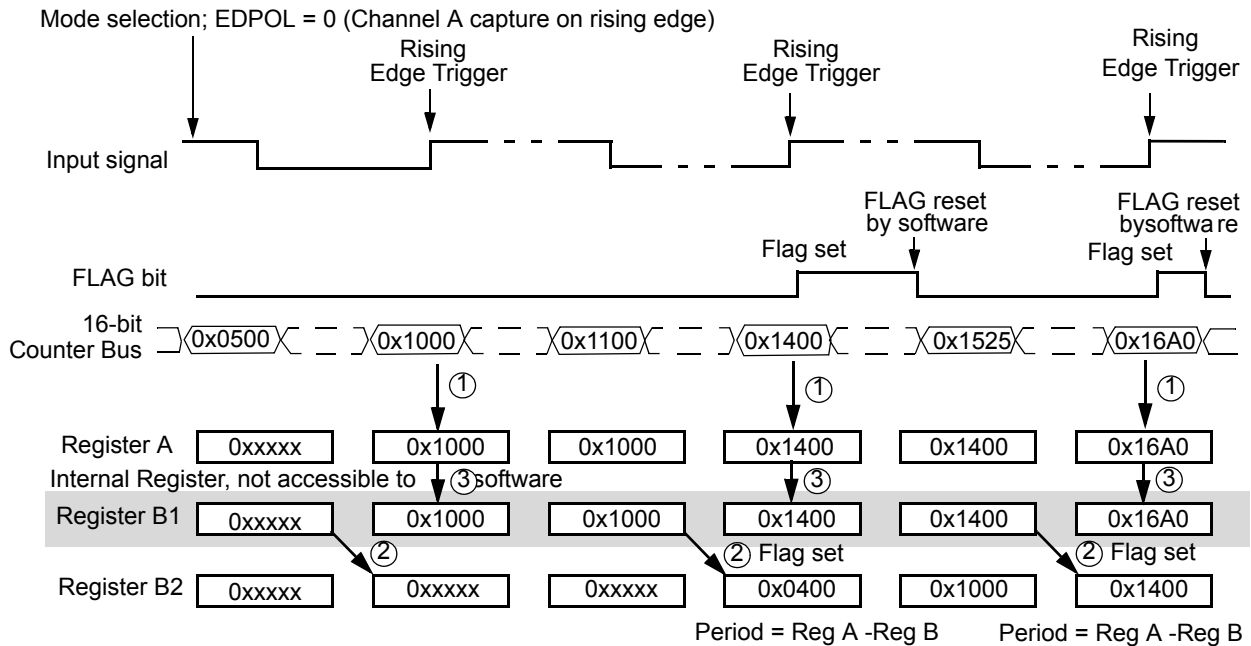 Mode selection; EDPOL = 0 (Channel A capture on rising edge)
Rising
Edge Trigger
Rising
Edge Trigger
Rising
Edge Trigger
Input signal
FLAG reset
by software
FLAG reset
bysoftwa re
Flag set
Flag set
FLAG bit
16-bit
Counter Bus
0x0500 0x1000 0x1100 0x1400 0x1525 0x16A0
1 1 1
Register A 0xxxxx 0x1000 0x1000 0x1400 0x1400 0x16A0
Internal Register, not accessible to 3 software 3 3
Register B1 0xxxxx 0x1000 0x1000 0x1400 0x1400 0x16A0
2 2 Flag set 2 Flag set
Register B2 0xxxxx 0xxxxx 0xxxxx 0x0400 0x1000 0x1400
Period = Reg A -Reg B Period = Reg A -Reg B